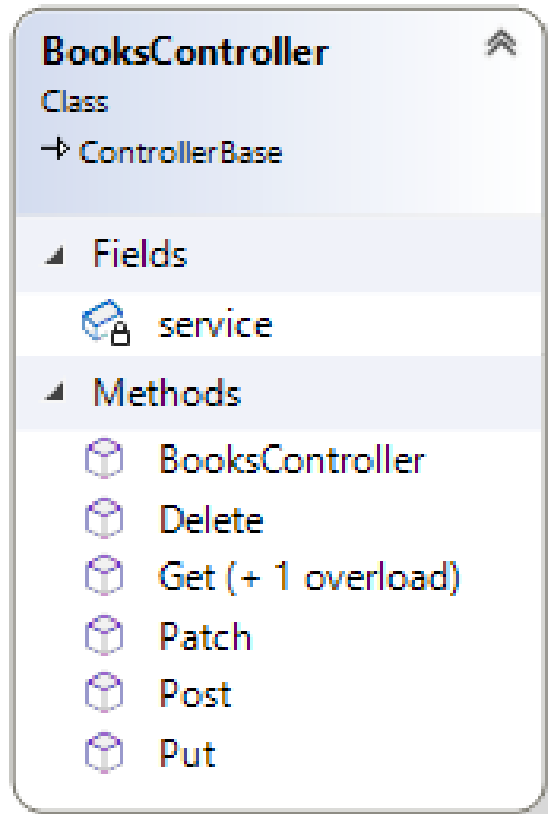 BooksController
Class
ControllerBase
Fields
service
Methods
BooksController
Delete
Get (+ 1 overload)
Patch
Post
Put